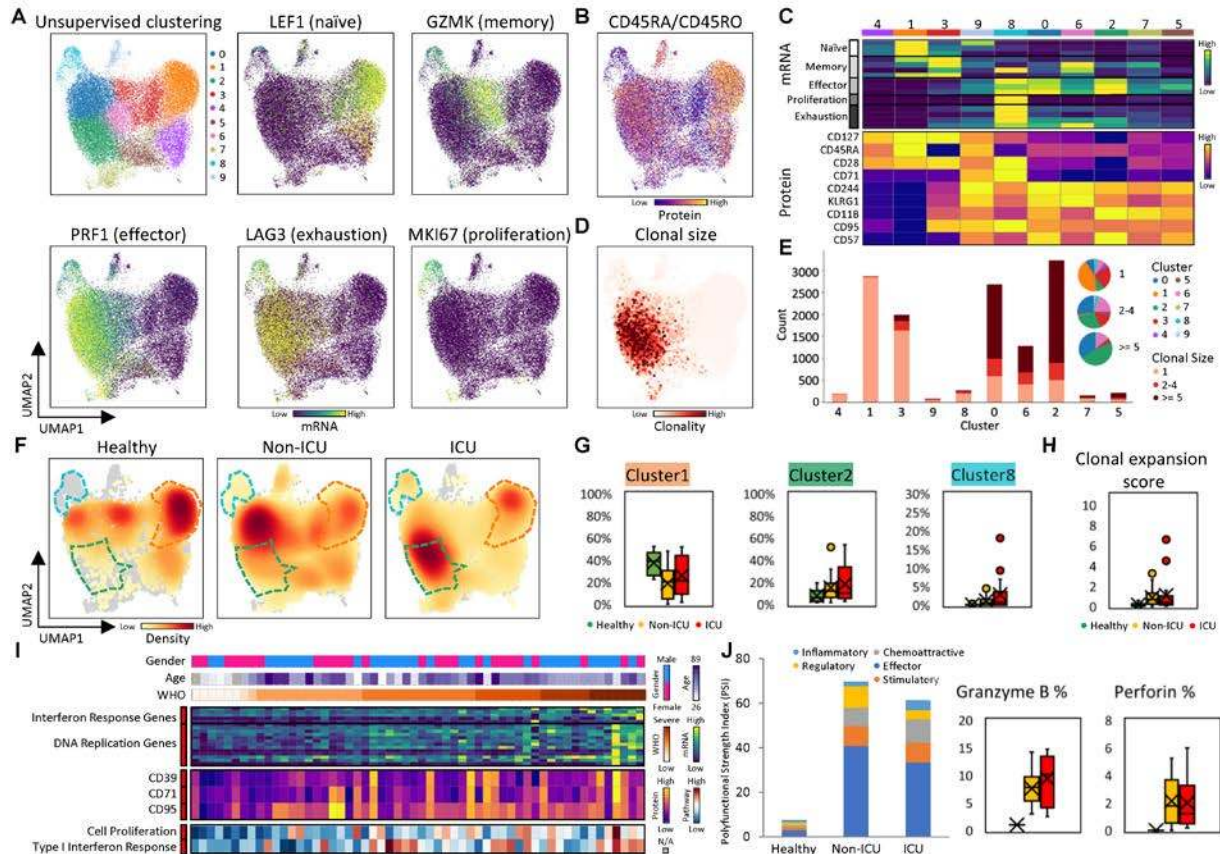 A
Unsupervised clustering
0
1
2
3
4
5
6
7
8
9
LEF1 (naïve)
GZMK (memory)
B
CD45RA/CD45RO
Low High
Protein
C
4 1 3 9 8 0 6 2 7 5
mRNA
Naïve
Memory
Effector
Proliferation
Exhaustion
High
Low
Protein
CD127
CD45RA
CD28
CD71
CD244
KLRG1
CD11B
CD95
CD57
High
Low
PRF1 (effector)
LAG3 (exhaustion)
MKI67 (proliferation)
UMAP2
UMAP1
Low High
mRNA
D
Clonal size
Low High
Clonality
E
3000
2500
2000
1500
1000
500
0
Count
4 1 3 9 8 0 6 2 7 5
Cluster
1
2-4
>= 5
Cluster
0 5
1 6
2 7
3 8
4 9
Clonal Size
1
2-4
>= 5
F
Healthy
Non-ICU
ICU
UMAP2
UMAP1
Low High
Density
G
Cluster1
100%
80%
60%
40%
20%
0%
Cluster2
100%
80%
60%
40%
20%
0%
Cluster8
30%
25%
20%
15%
10%
5%
0%
Healthy Non-ICU ICU
H
Clonal expansion
score
10
8
6
4
2
0
Healthy Non-ICU ICU
I
Gender
Age
WHO
Interferon Response Genes
DNA Replication Genes
CD39
CD71
CD95
Cell Proliferation
Type I Interferon Response
Male
Gender
Female
89
Age
26
Severe
WHO
Low
High
mRNA
Low
High
Protein
Low
High
Pathway
Low
N/A
J
Inflammatory Chemoattractive
Regulatory Effector
Stimulatory
Polyfunctional Strength Index (PSI)
80
60
40
20
0
Healthy Non-ICU ICU
Granzyme B %
20
15
10
5
0
Perforin %
8
6
4
2
0